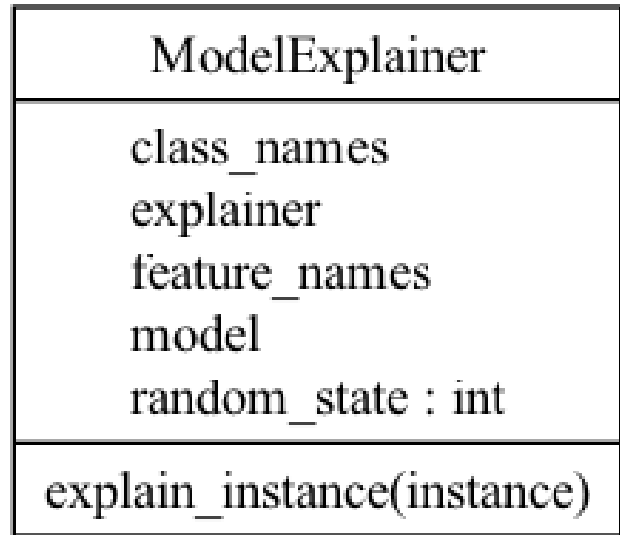 ModelExplainer
class_names
explainer
feature_names
model
random_state : int
explain_instance(instance)